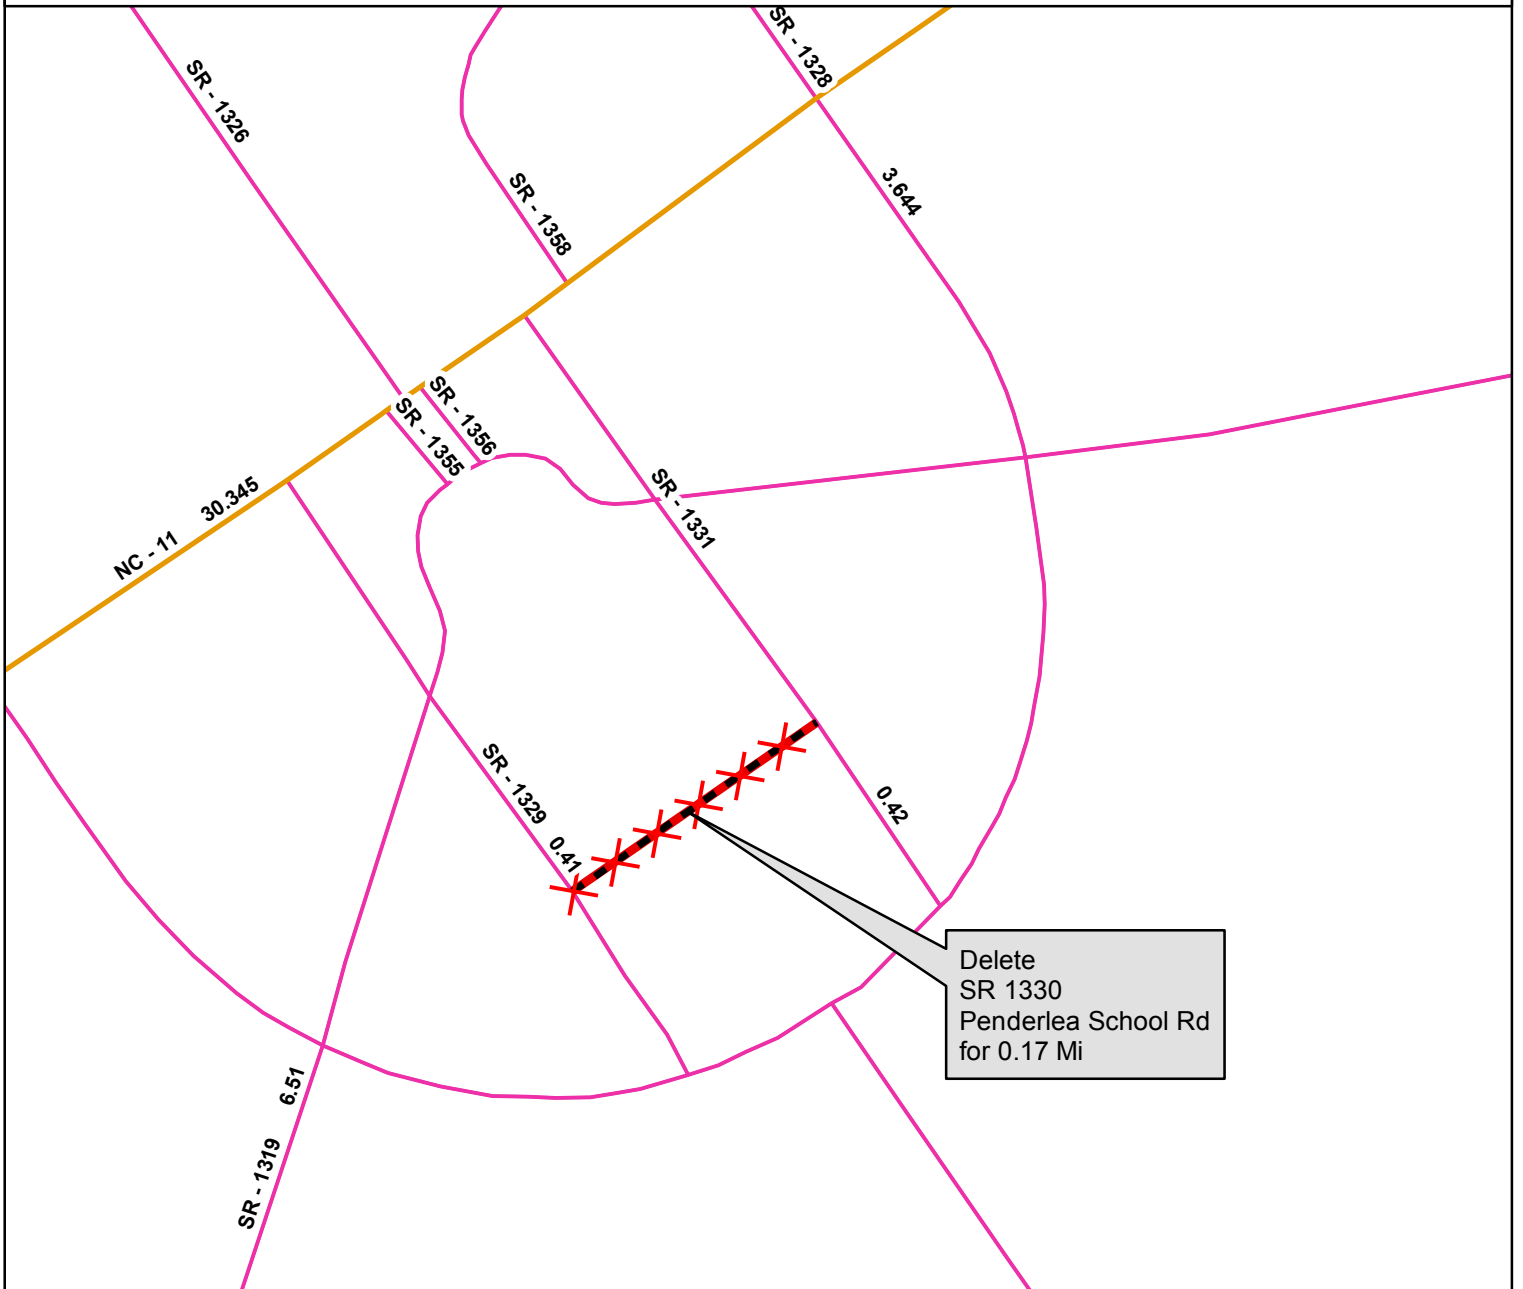 SR - 1328
SR - 1326
3.644
SR - 1358
SR - 1356
SR - 1355
SR - 1331
NC - 11 30.345
SR - 1329 0.41
0.42
Delete
SR 1330
Penderlea School Rd
for 0.17 Mi
SR - 1319 6.51